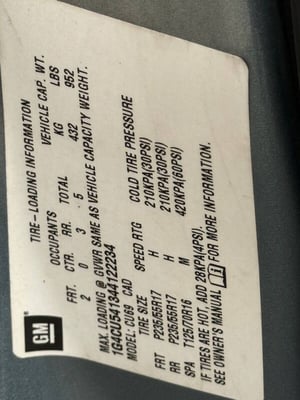 GM
TIRE-LOADING INFORMATION
OCCUPANTS VEHICLE CAP. WT.
FRT. CTR. RR. TOTAL KG LBS
2 0 3 5 432 952
MAX. LOADING @ GVWR SAME AS VEHICLE CAPACITY WEIGHT.
1G4CU541344122234
MODEL: CU69 CAD
TIRE SIZE SPEED RTG COLD TIRE PRESSURE
FRT P235/55R17 H 210KPA(30PSI)
RR P235/55R17 H 210KPA(30PSI)
SPA T125/70R16 M 420KPA(60PSI)
IF TIRES ARE HOT, ADD 28KPA(4PSI).
SEE OWNER'S MANUAL FOR MORE INFORMATION.